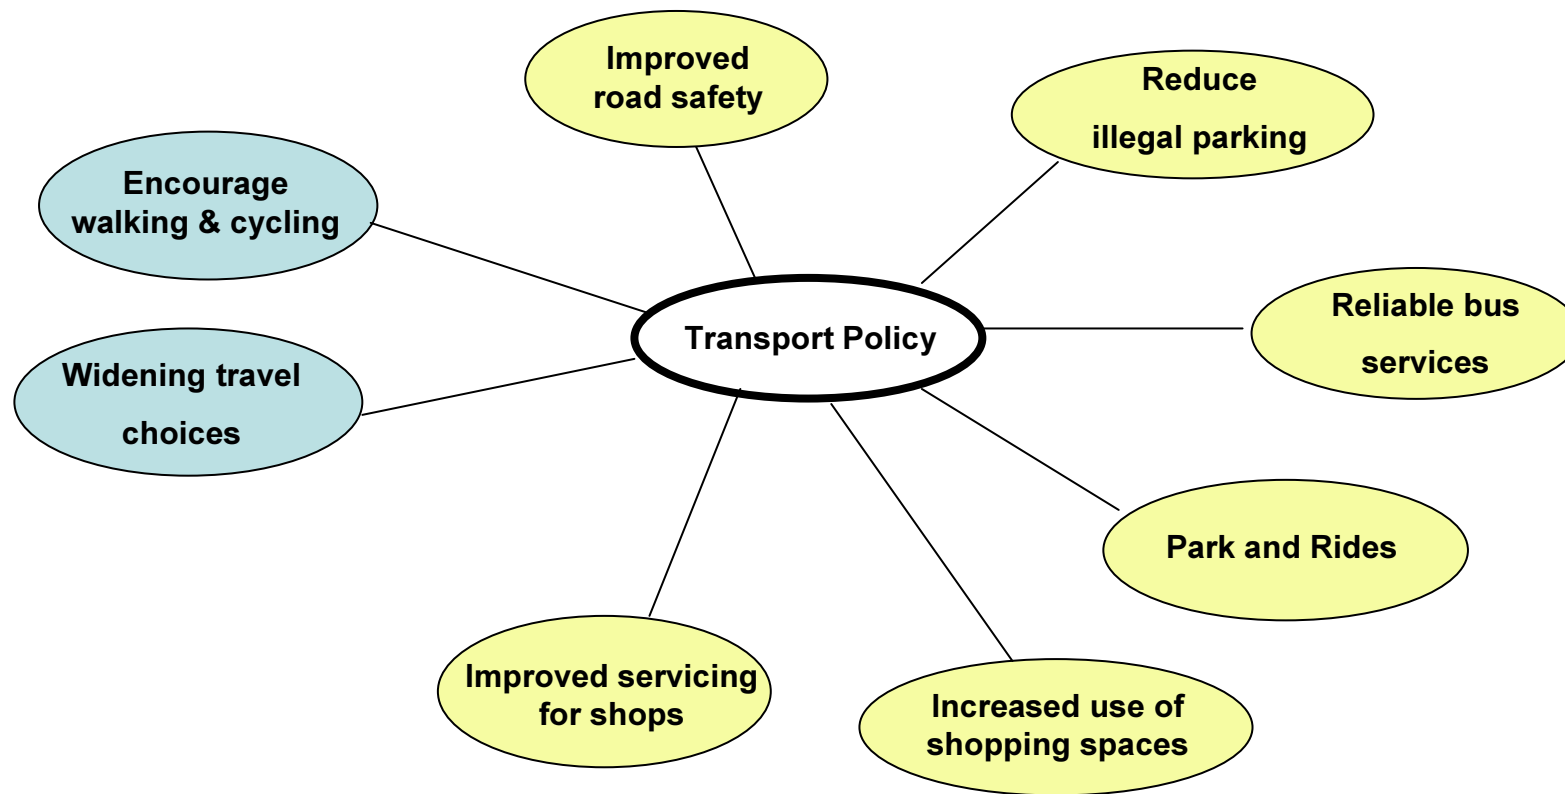 Improved
road safety
Reduce
illegal parking
Encourage
walking & cycling
Transport Policy
Reliable bus
services
Widening travel
choices
Park and Rides
Improved servicing
for shops
Increased use of
shopping spaces